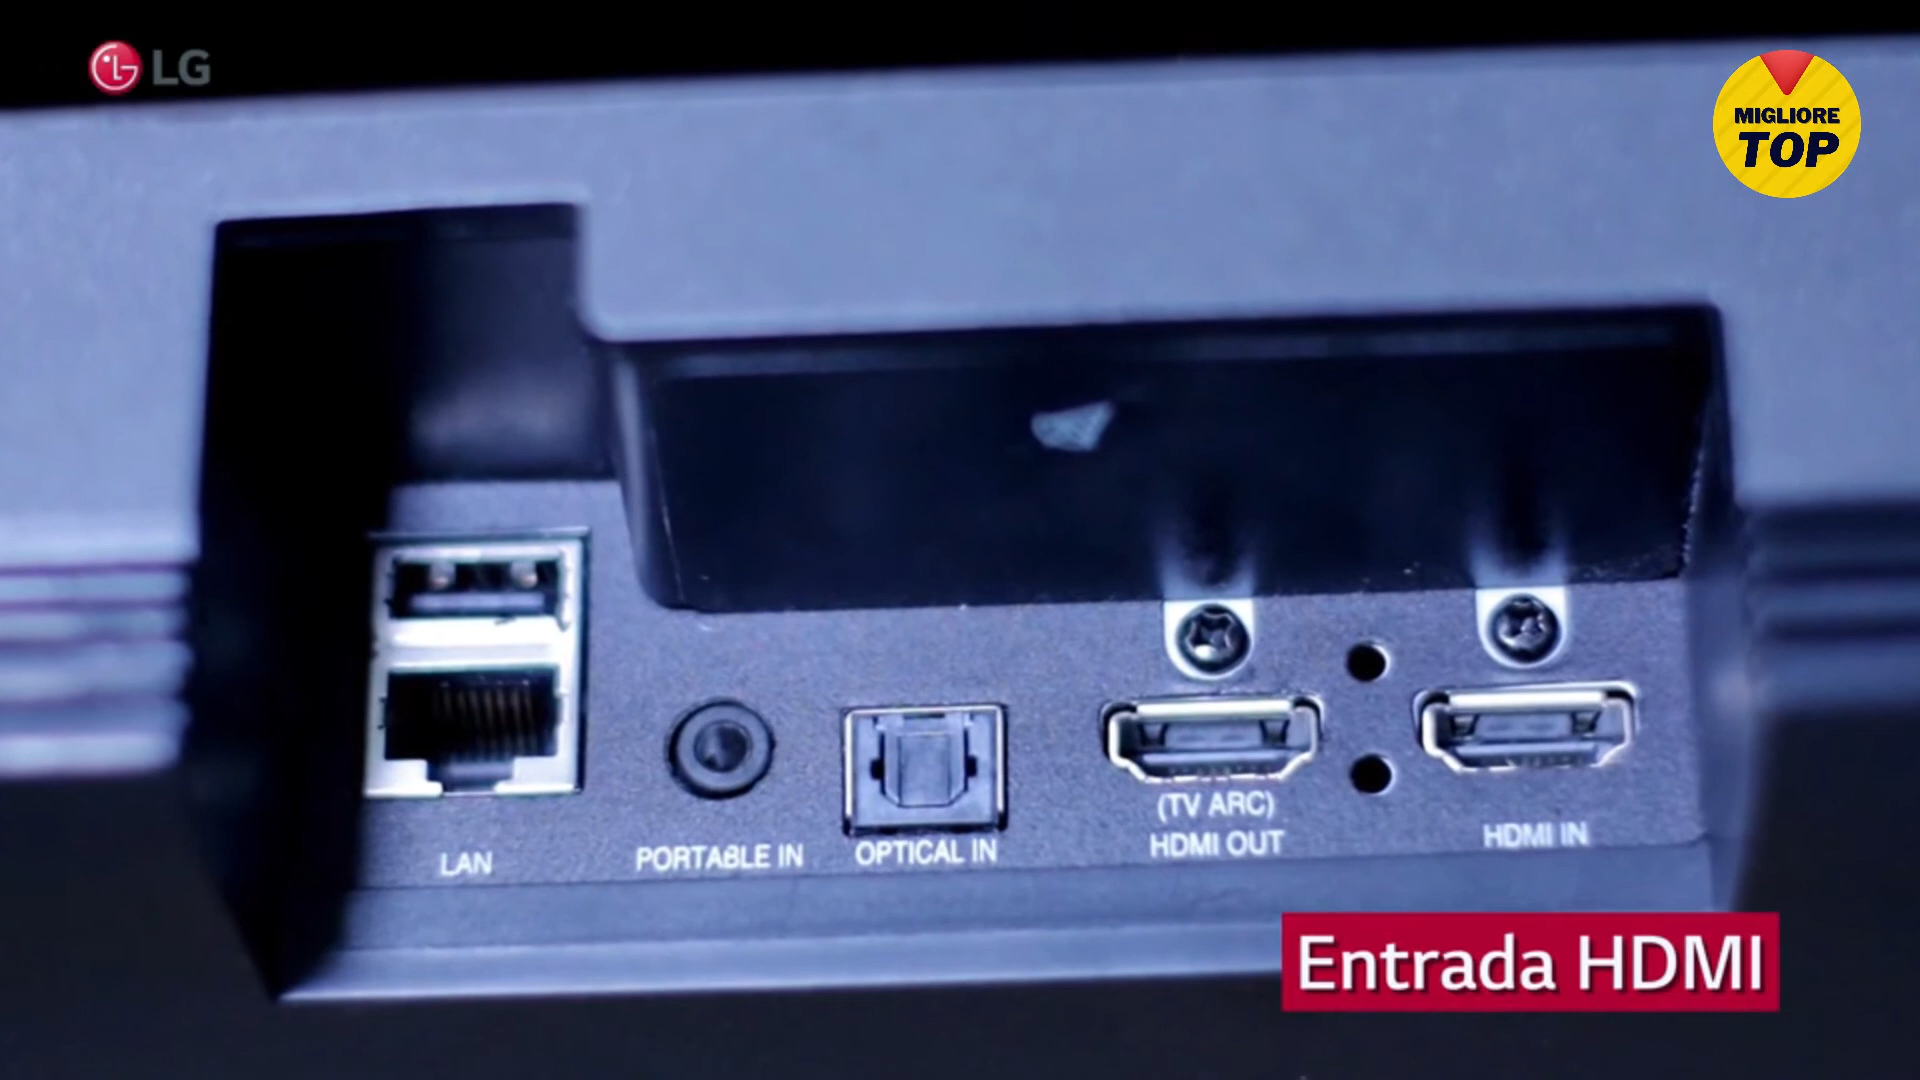 LG
MIGLIORE
TOP
LAN
PORTABLE IN
OPTICAL IN
(TV ARC)
HDMI OUT
HDMI IN
Entrada HDMI